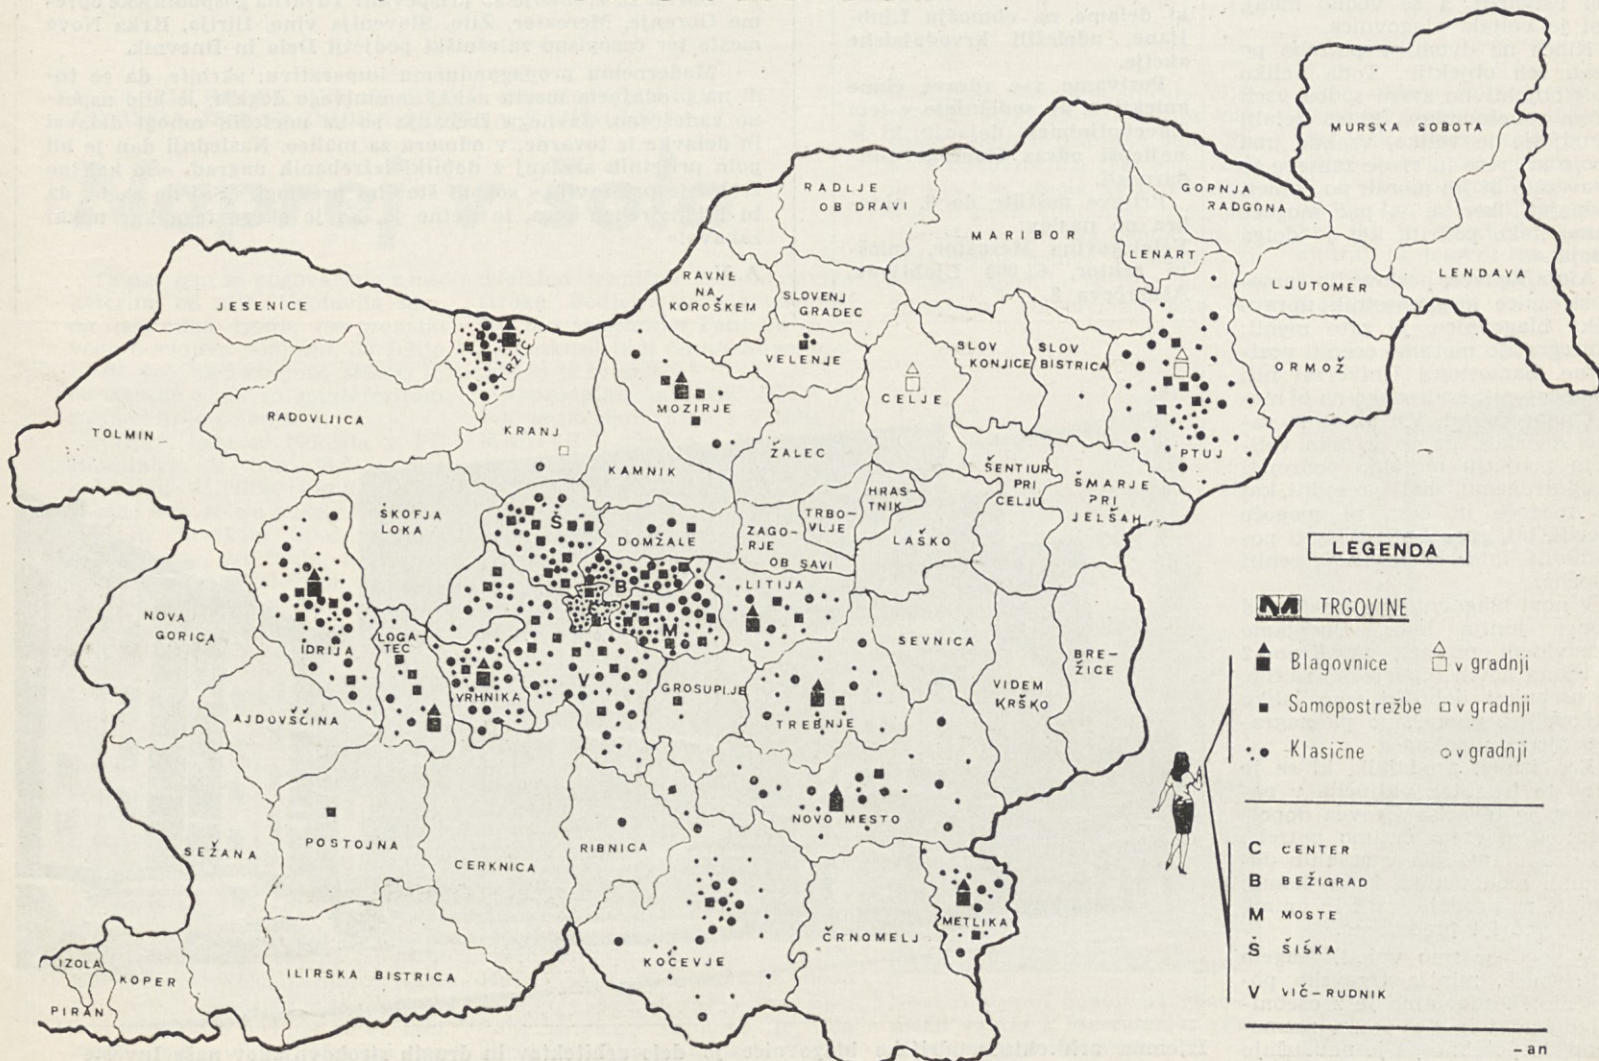 MURSKA SOBOTA
RADLJE
OB DRAVI
GORNJA
RADGONA
MARIBOR
LENART
LENDAVA
LJUTOMER
RAVNE
NA
KOROŠKEM
SLOVENJ
GRADEC
JESENICE
TRŽIČ
VELENJE
SLOV
KONJICE
SLOV
BISTRICA
ORMOŽ
CELJE
MOZIRJE
RADOVLJICA
TOLMIN
KRANJ
ŽALEC
PTUJ
KAMNIK
ŠENTJUR
PRI
CELJU
ŠMARJE
PRI
JELŠAH
HRAS-
TNIK
TRBO-
VLJE
ŠKOFJA
LOKA
Š
DOMŽALE
ZAGO-
RJE
OB SAVI
LAŠKO
B
LITIJA
C
M
NOVA
GORICA
IDRIJA
LOGA-
TEC
SEVNICA
BRE-
ŽICE
VIDEM
KRŠKO
VRHNIKA
V
GROSUPLJE
AJDOVŠČINA
TREBNJE
NOVO MESTO
SEŽANA
POSTOJNA
CERKNICA
RIBNICA
METLIKA
ČRNOMELJ
KOČEVJE
IZOLA
KOPER
PIRAN
ILIRSKA BISTRICA
LEGENDA
M TRGOVINE
Blagovnice v gradnji
Samopostrežbe v gradnji
Klasične v gradnji
C CENTER
B BEŽIGRAD
M MOSTE
Š ŠIŠKA
V VIČ-RUDNIK
-an